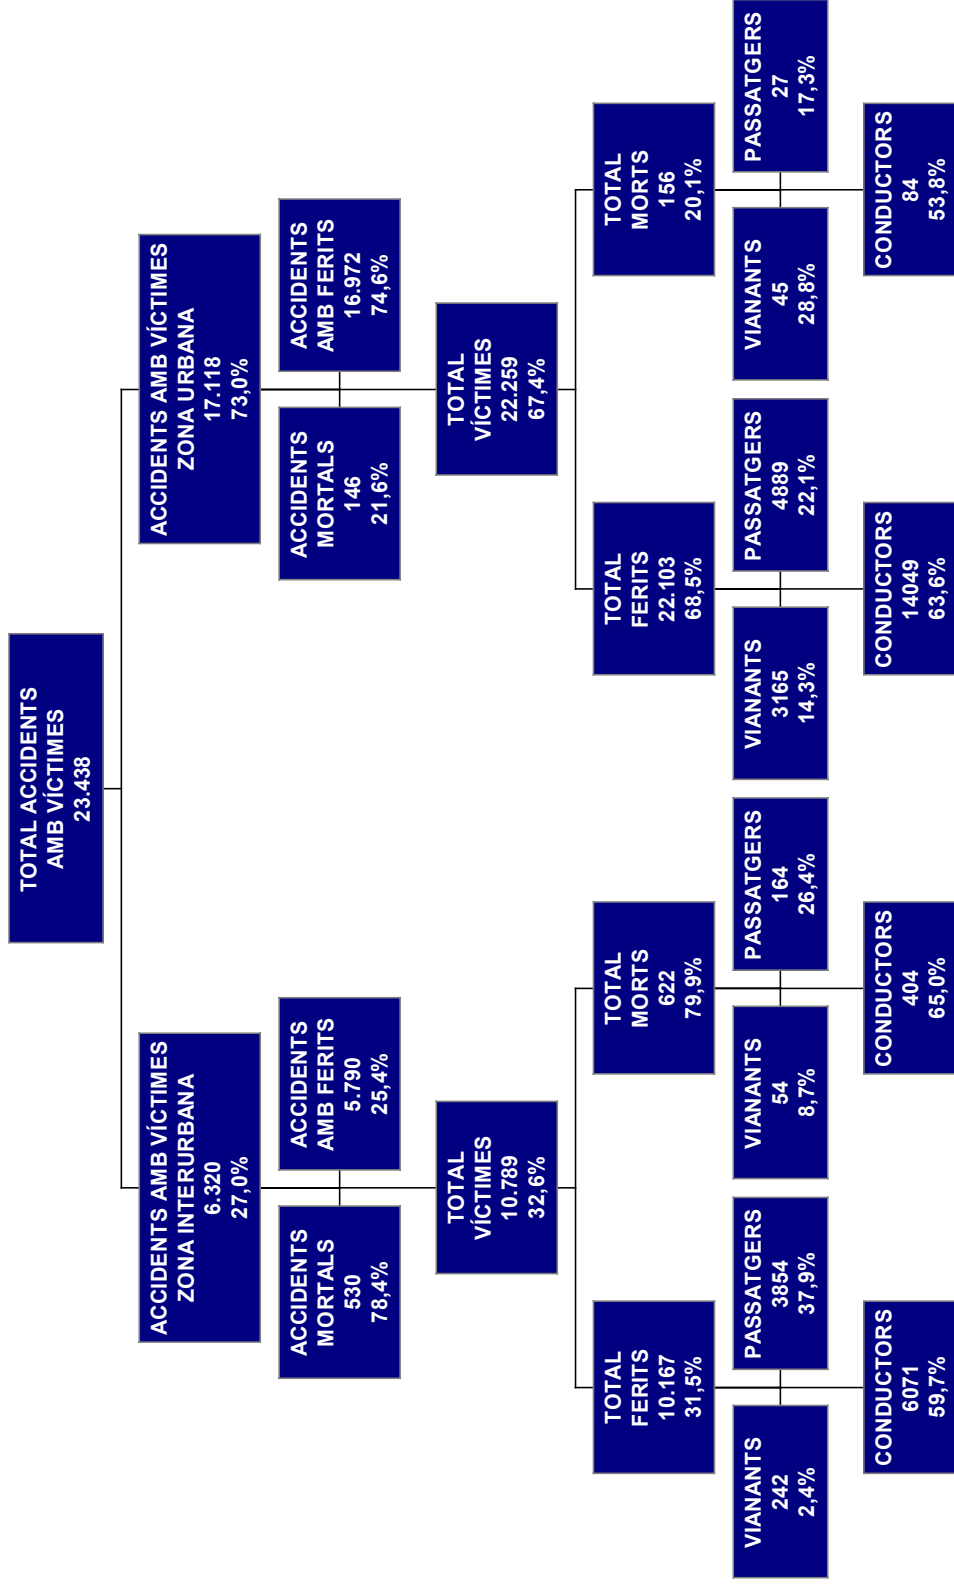 TOTAL ACCIDENTS
AMB VÍCTIMES
23.438
ACCIDENTS AMB VÍCTIMES
ZONA INTERURBANA
6.320
27,0%
ACCIDENTS AMB VÍCTIMES
ZONA URBANA
17.118
73,0%
ACCIDENTS
MORTALS
530
78,4%
ACCIDENTS
AMB FERITS
5.790
25,4%
ACCIDENTS
MORTALS
146
21,6%
ACCIDENTS
AMB FERITS
16.972
74,6%
TOTAL
VÍCTIMES
10.789
32,6%
TOTAL
VÍCTIMES
22.259
67,4%
TOTAL
FERITS
10.167
31,5%
TOTAL
MORTS
622
79,9%
TOTAL
FERITS
22.103
68,5%
TOTAL
MORTS
156
20,1%
VIANANTS
242
2,4%
PASSATGERS
3854
37,9%
VIANANTS
54
8,7%
PASSATGERS
164
26,4%
VIANANTS
3165
14,3%
PASSATGERS
4889
22,1%
VIANANTS
45
28,8%
PASSATGERS
27
17,3%
CONDUCTORS
6071
59,7%
CONDUCTORS
404
65,0%
CONDUCTORS
14049
63,6%
CONDUCTORS
84
53,8%